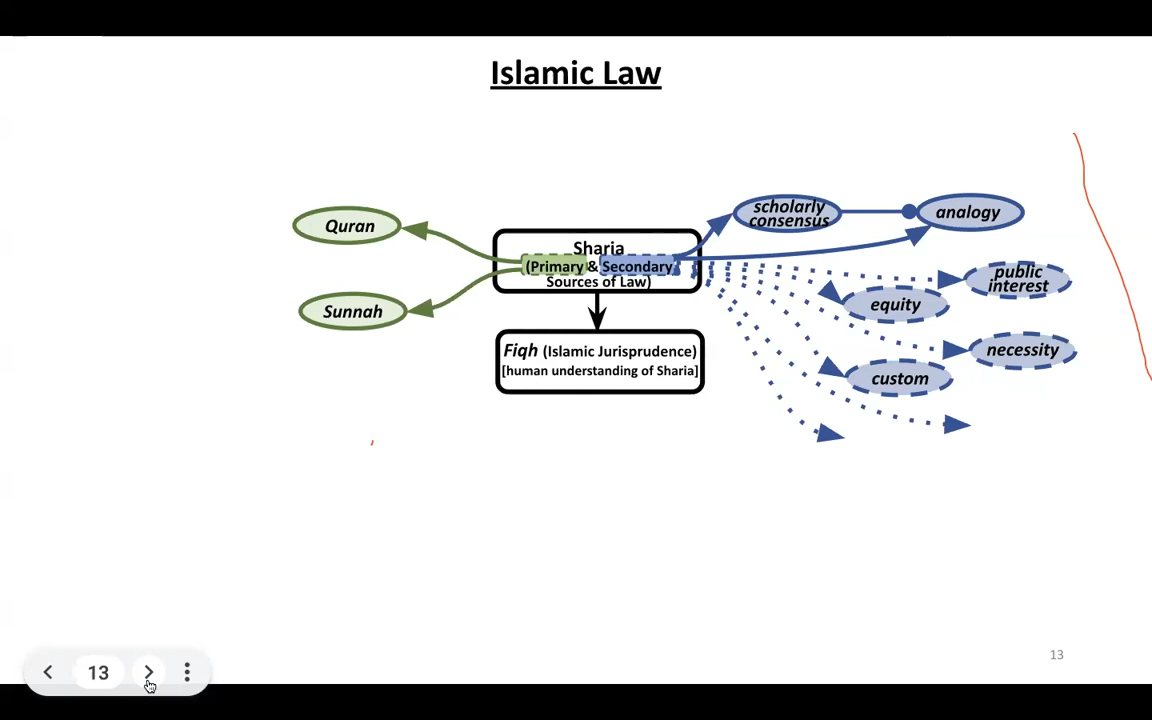 Islamic Law
Quran
Sunnah
Sharia
(Primary & Secondary
Sources of Law)
Fiqh (Islamic Jurisprudence)
[human understanding of Sharia]
scholarly
consensus
analogy
public
interest
equity
necessity
custom
13
13